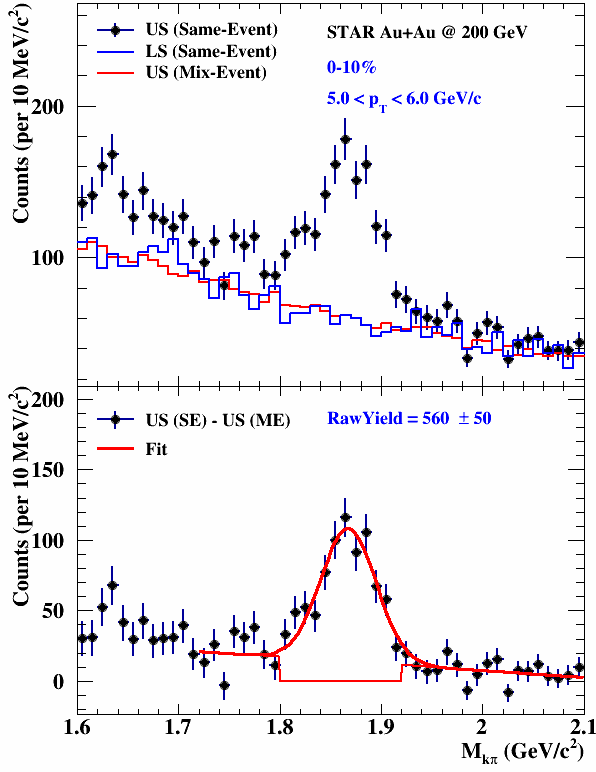 US (Same-Event)
LS (Same-Event)
US (Mix-Event)
STAR Au+Au @ 200 GeV
0-10%
5.0 < p_T < 6.0 GeV/c
Counts (per 10 MeV/c²)
200
100
US (SE) - US (ME)
Fit
RawYield = 560 ± 50
Counts (per 10 MeV/c²)
200
150
100
50
0
1.6 1.7 1.8 1.9 2 2.1
M_kπ (GeV/c²)